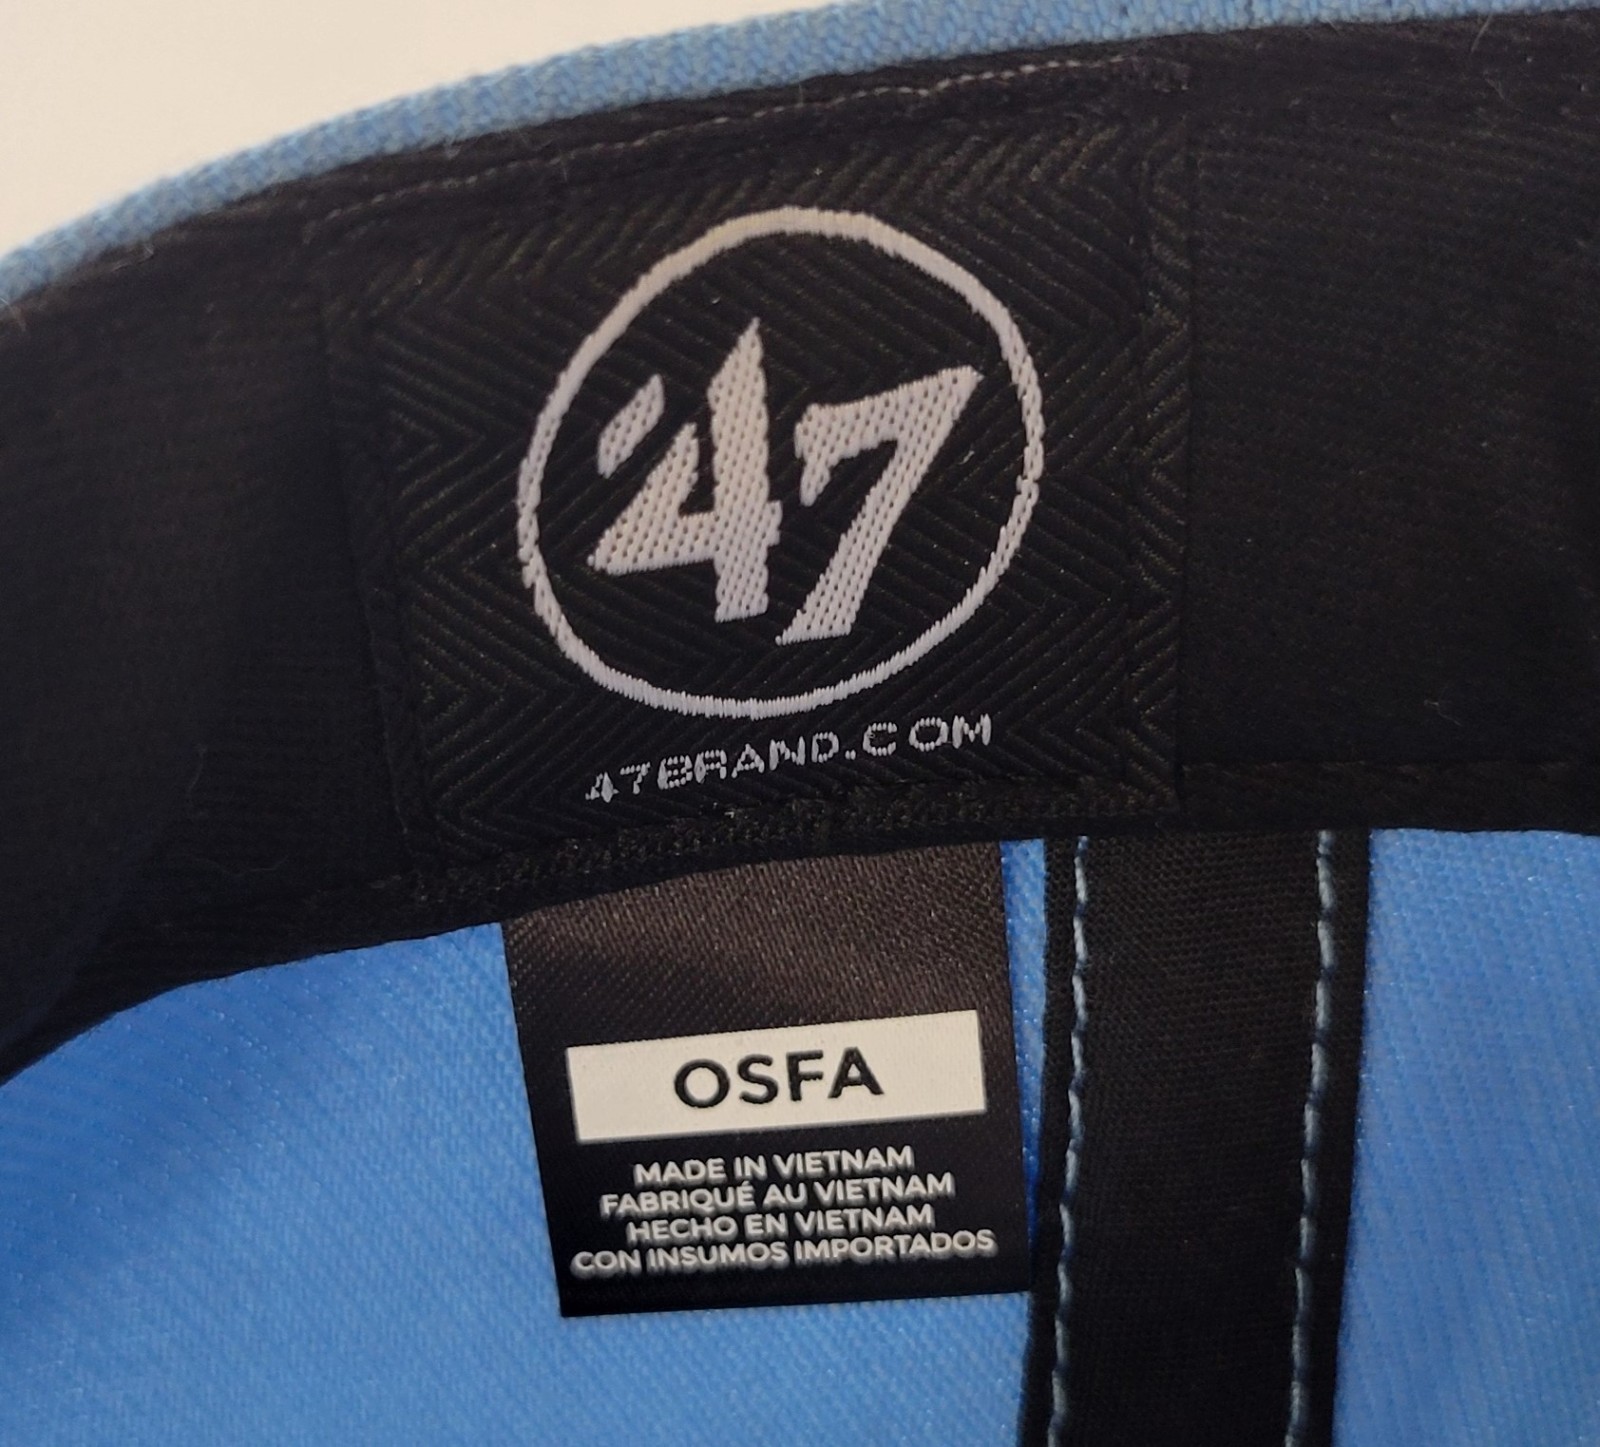 '47
47BRAND.COM
OSFA
MADE IN VIETNAM
FABRIQUÉ AU VIETNAM
HECHO EN VIETNAM
CON INSUMOS IMPORTADOS